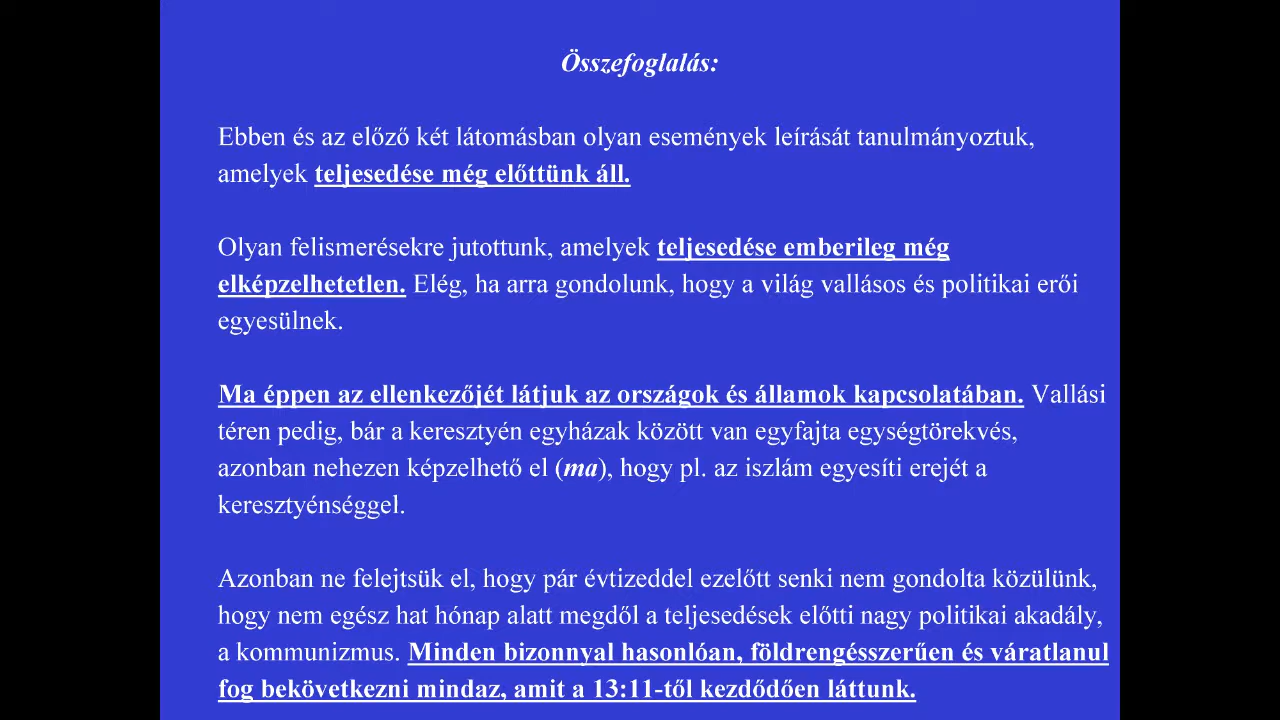 Összefoglalás:
Ebben és az előző két látomásban olyan események leírását tanulmányoztuk,
amelyek teljesedése még előttünk áll.
Olyan felismerésekre jutottunk, amelyek teljesedése emberileg még
elképzelhetetlen. Elég, ha arra gondolunk, hogy a világ vallásos és politikai erői
egyesülnek.
Ma éppen az ellenkezőjét látjuk az országok és államok kapcsolatában. Vallási
téren pedig, bár a keresztyén egyházak között van egyfajta egységtörekvés,
azonban nehezen képzelhető el (ma), hogy pl. az iszlám egyesíti erejét a
keresztyénséggel.
Azonban ne felejtsük el, hogy pár évtizeddel ezelőtt senki nem gondolta közülünk,
hogy nem egész hat hónap alatt megdől a teljesedések előtti nagy politikai akadály,
a kommunizmus. Minden bizonnyal hasonlóan, földrengésszerűen és váratlanul
fog bekövetkezni mindaz, amit a 13:11-től kezdődően láttunk.